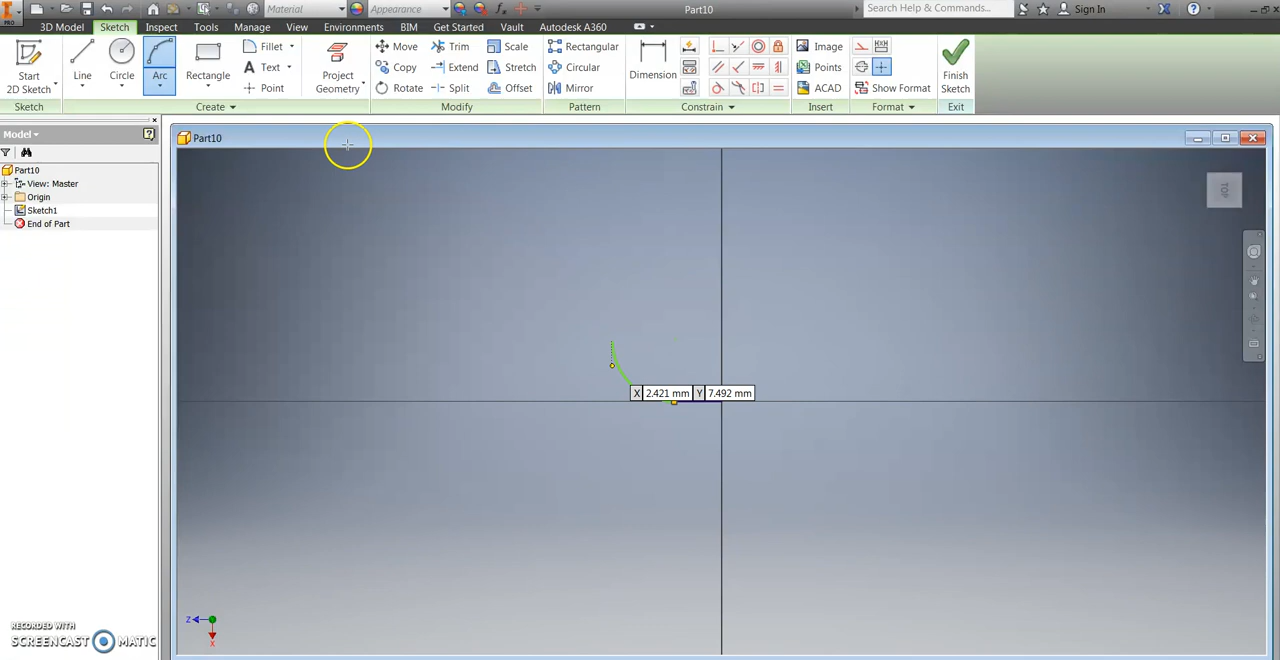 PRO
Material
Appearance
Part10
Search Help & Commands...
Sign In
3D Model Sketch Inspect Tools Manage View Environments BIM Get Started Vault Autodesk A360
Start
2D Sketch
Line
Circle
Arc
Rectangle
Fillet
Text
Point
Project
Geometry
Move
Copy
Rotate
Trim
Extend
Split
Scale
Stretch
Offset
Rectangular
Circular
Mirror
Dimension
Image
Points
ACAD
Show Format
Finish
Sketch
Sketch Create Modify Pattern Constrain Insert Format Exit
Model
Part10
View: Master
Origin
Sketch1
End of Part
Part10
TOP
X 2.421 mm Y 7.492 mm
Z
X
RECORDED WITH
SCREENCAST MATIC